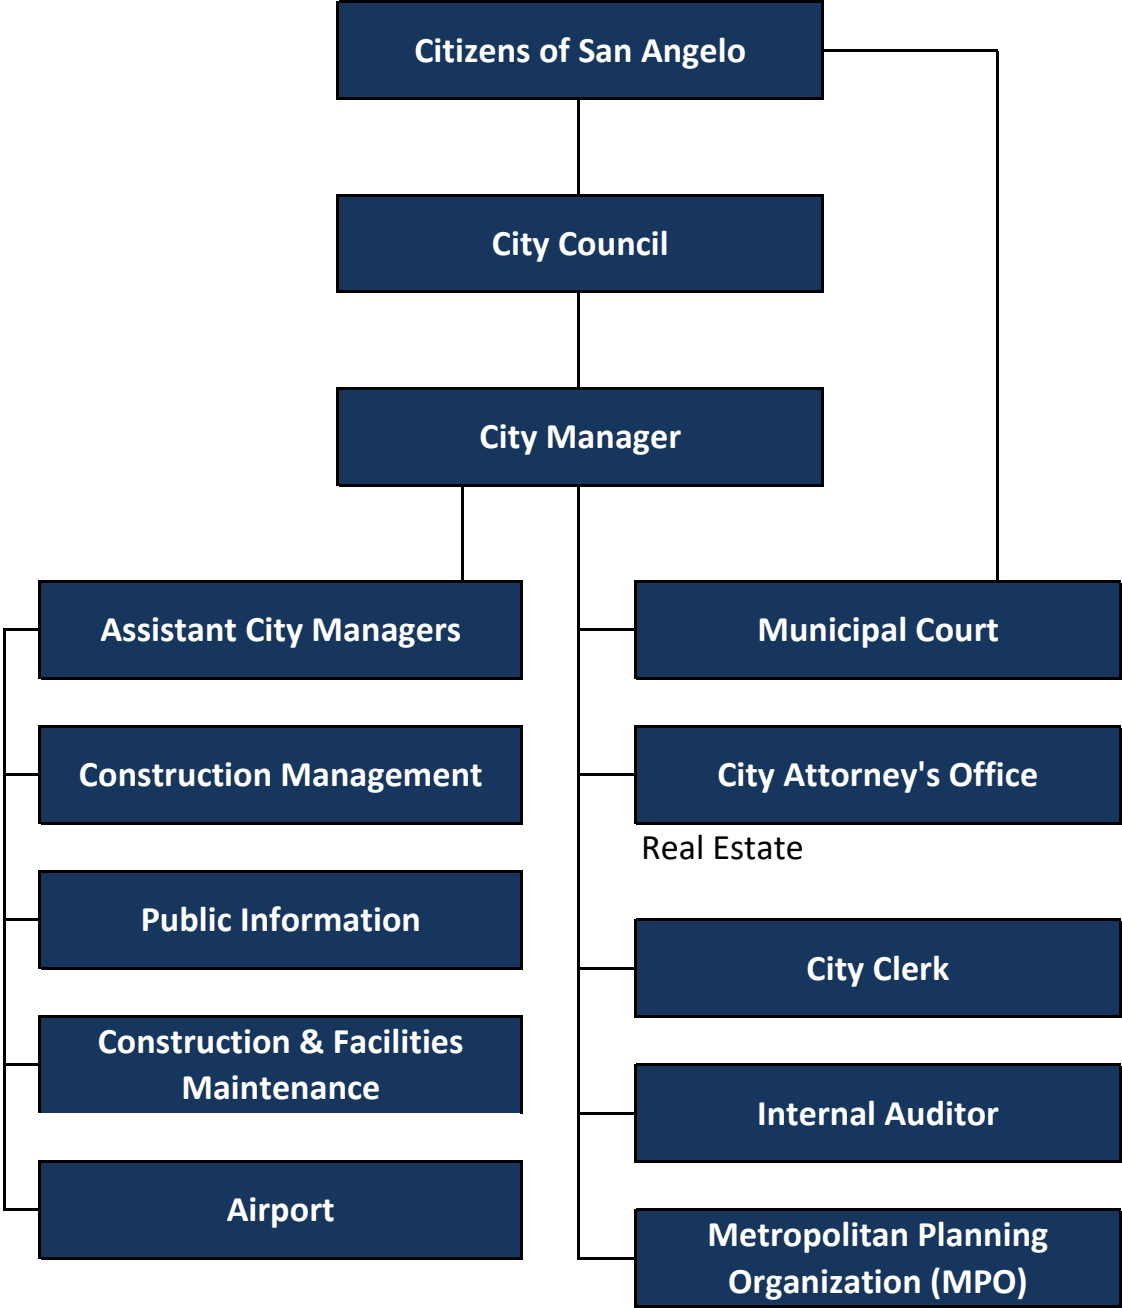 Citizens of San Angelo
City Council
City Manager
Assistant City Managers
Municipal Court
Construction Management
City Attorney's Office
Real Estate
Public Information
City Clerk
Construction & Facilities
Maintenance
Internal Auditor
Airport
Metropolitan Planning
Organization (MPO)